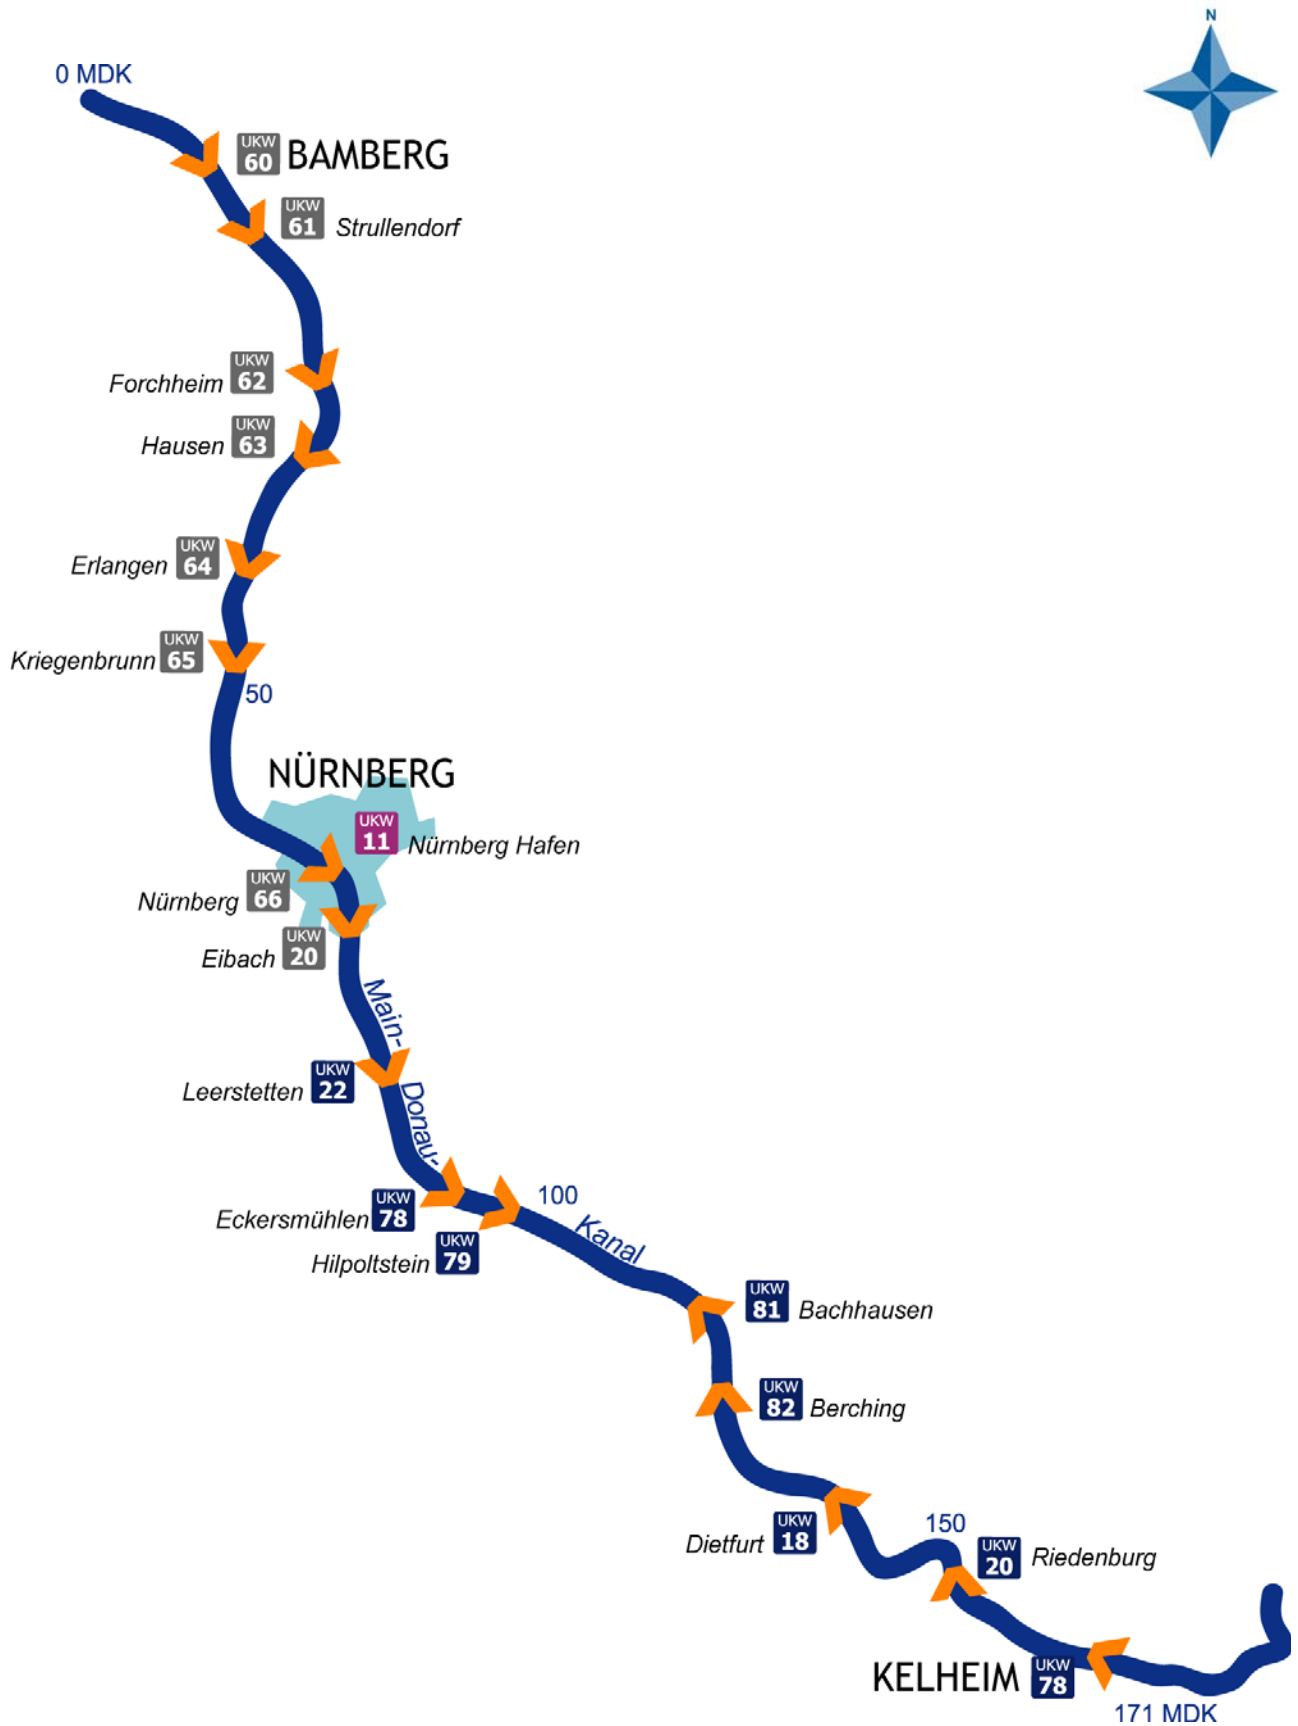 N
0 MDK
UKW
60
BAMBERG
UKW
61
Strullendorf
Forchheim
UKW
62
Hausen
UKW
63
Erlangen
UKW
64
Kriegenbrunn
UKW
65
50
NÜRNBERG
UKW
11
Nürnberg Hafen
Nürnberg
UKW
66
Eibach
UKW
20
Main-
Donau-
Kanal
Leerstetten
UKW
22
Eckersmühlen
UKW
78
100
Hilpoltstein
UKW
79
UKW
81
Bachhausen
UKW
82
Berching
Dietfurt
UKW
18
150
UKW
20
Riedenburg
KELHEIM
UKW
78
171 MDK